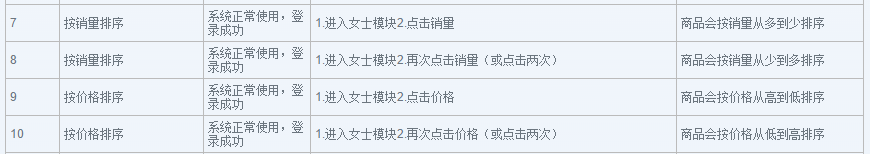 7 按销量排序 系统正常使用，登录成功 1.进入女士模块2.点击销量 商品会按销量从多到少排序
8 按销量排序 系统正常使用，登录成功 1.进入女士模块2.再次点击销量（或点击两次） 商品会按销量从少到多排序
9 按价格排序 系统正常使用，登录成功 1.进入女士模块2.点击价格 商品会按价格从高到低排序
10 按价格排序 系统正常使用，登录成功 1.进入女士模块2.再次点击价格（或点击两次） 商品会按价格从低到高排序